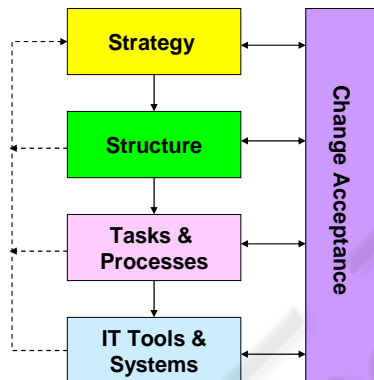 Strategy
Structure
Tasks &
Processes
IT Tools &
Systems
Change Acceptance